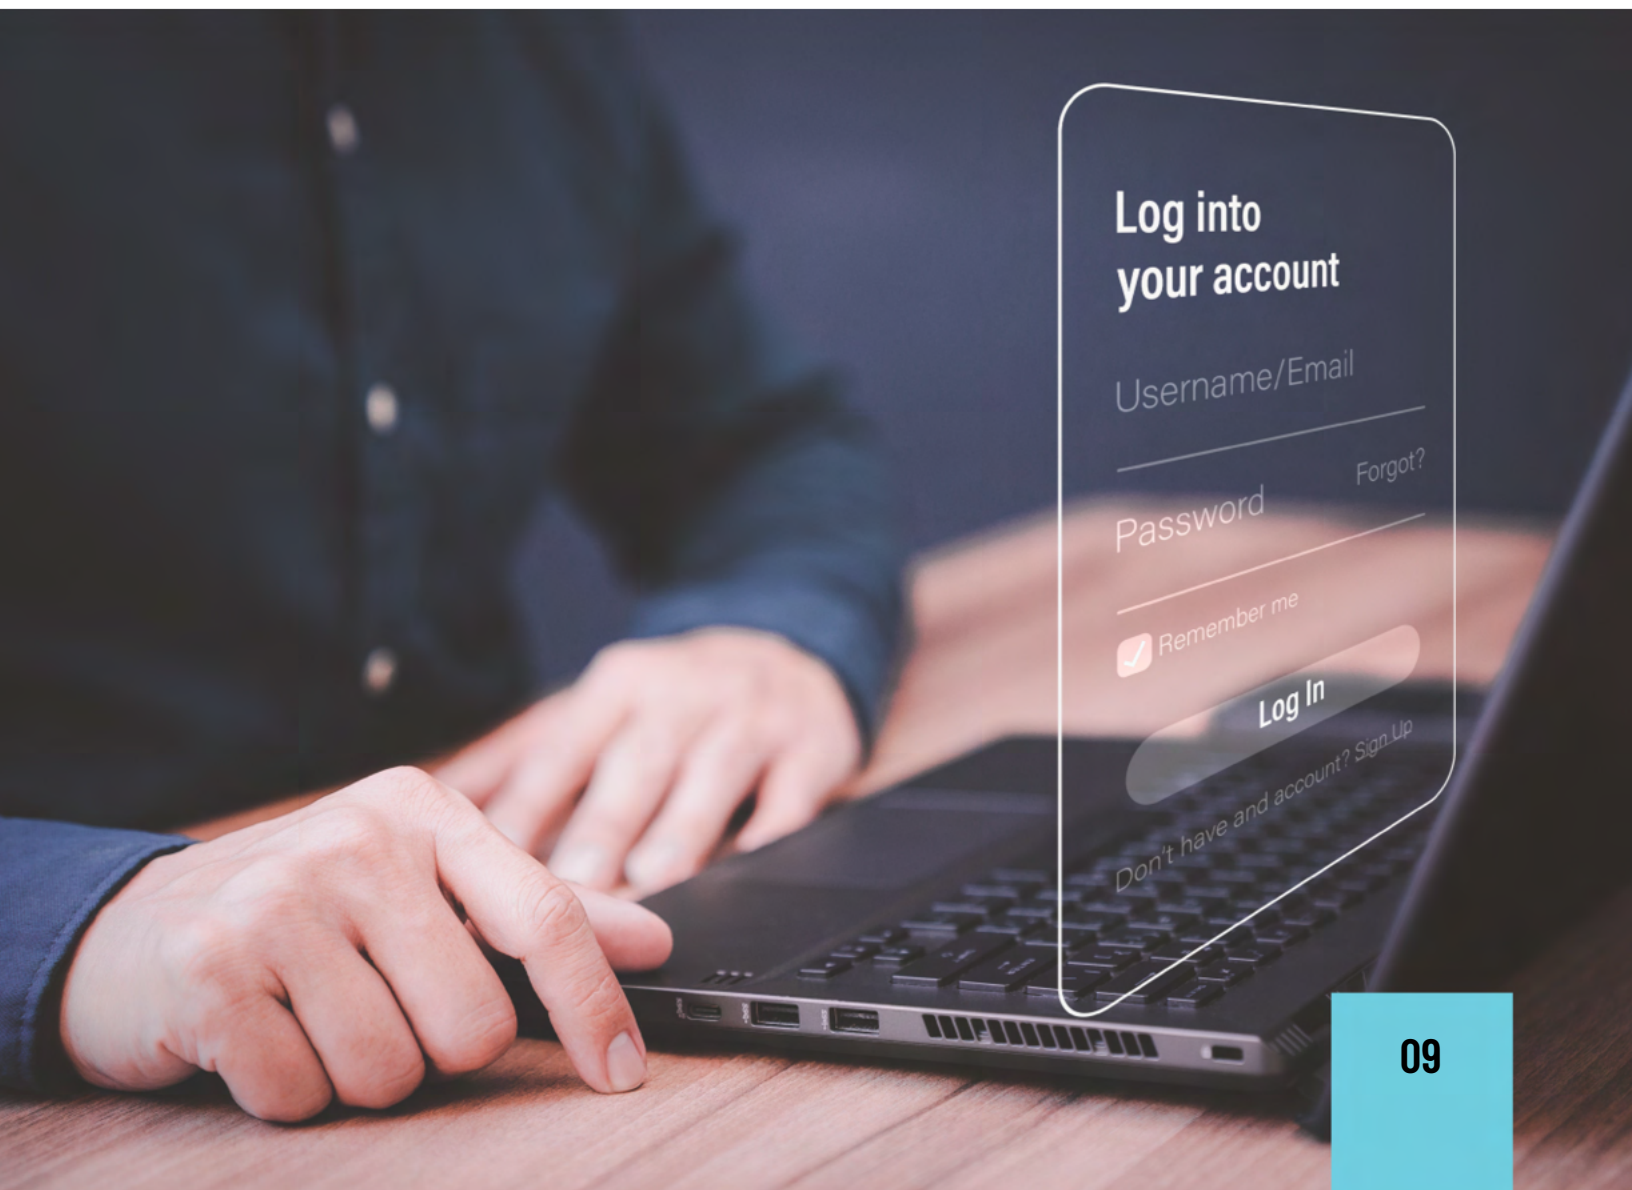 Log into
your account
Username/Email
Forgot?
Password
Remember me
Log In
Don't have and account? Sign Up
09